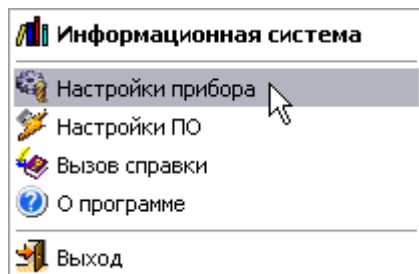 Информационная система
Настройки прибора
Настройки ПО
Вызов справки
О программе
Выход